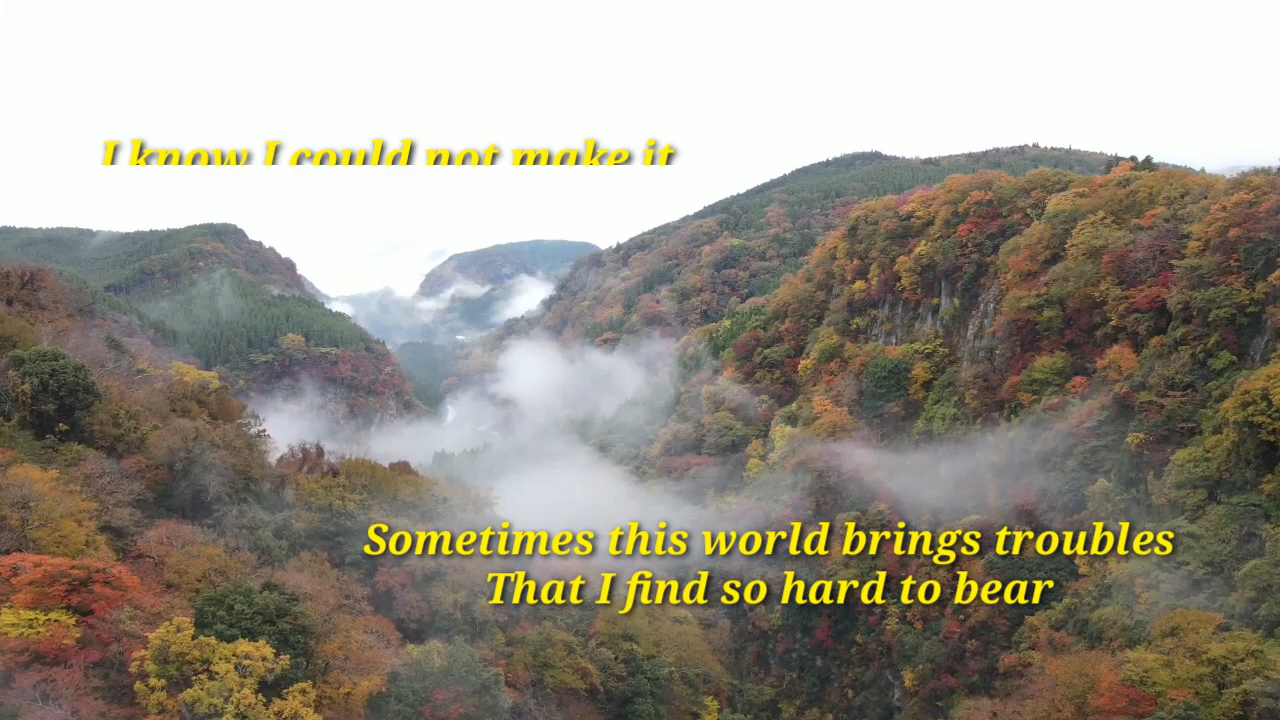 I know I could not make it
Sometimes this world brings troubles
That I find so hard to bear